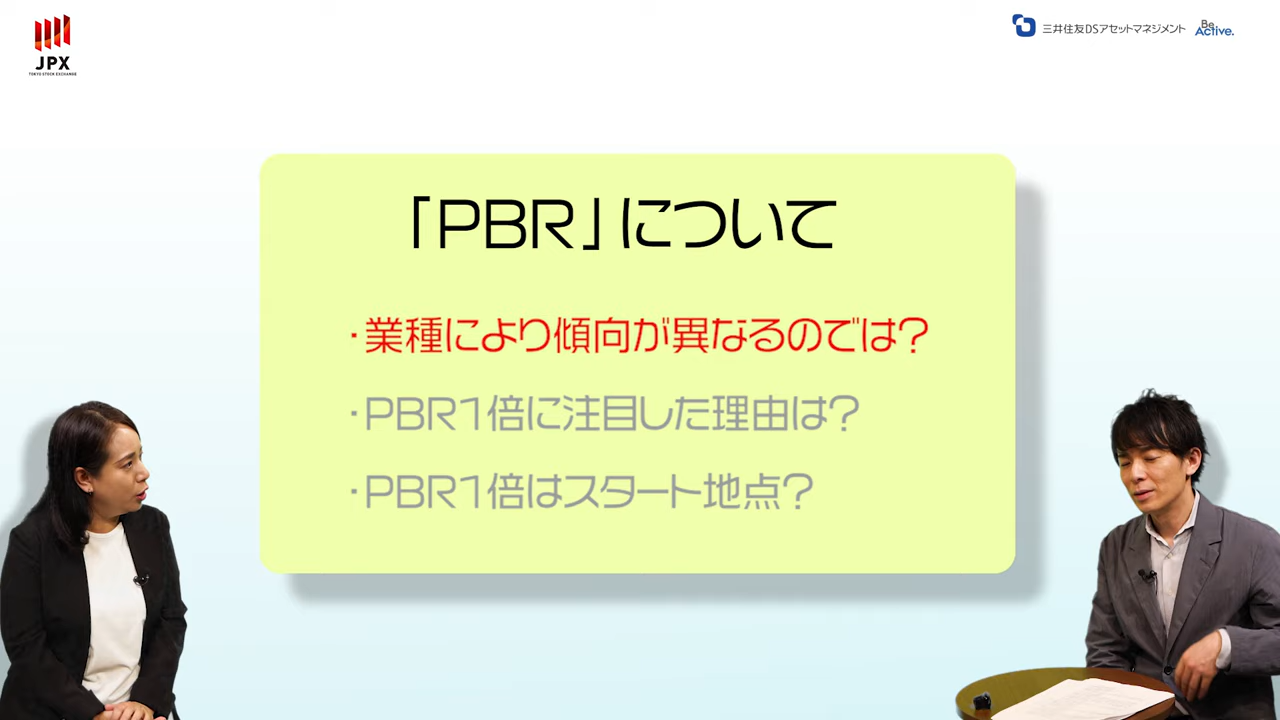 JPX
TOKYO STOCK EXCHANGE
三井住友DSアセットマネジメント
Be Active.
「PBR」について
・業種により傾向が異なるのでは?
・PBR1倍に注目した理由は?
・PBR1倍はスタート地点?